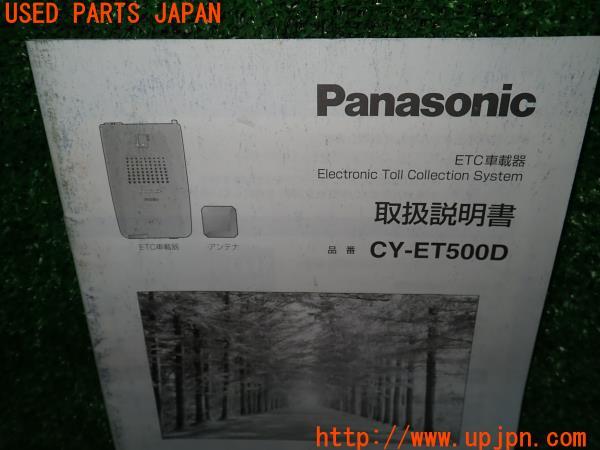 USED PARTS JAPAN
Panasonic
ETC車載器
Electronic Toll Collection System
取扱説明書
品番 CY-ET500D
ETC車載器
アンテナ
http://www.upjpn.com